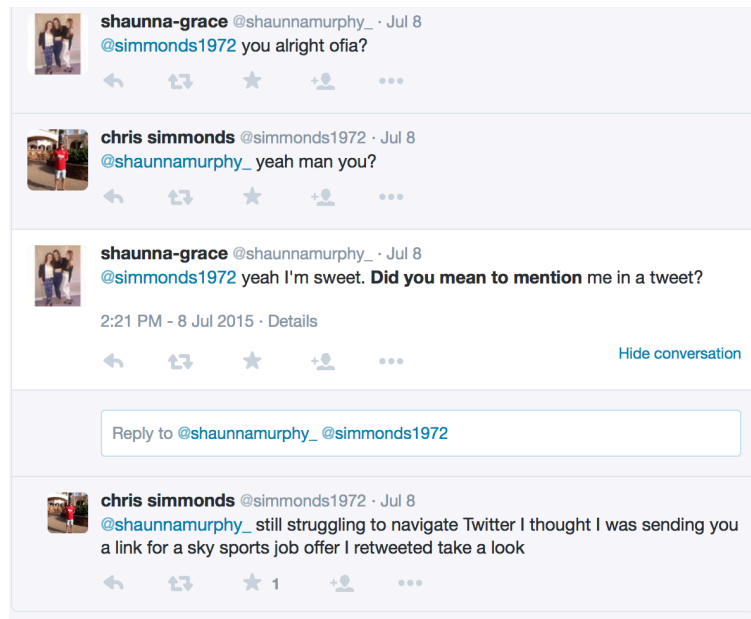 shaunna-grace @shaunnamurphy_ · Jul 8
@simmonds1972 you alright ofia?
chris simmonds @simmonds1972 · Jul 8
@shaunnamurphy_ yeah man you?
shaunna-grace @shaunnamurphy_ · Jul 8
@simmonds1972 yeah I'm sweet. Did you mean to mention me in a tweet?
2:21 PM - 8 Jul 2015 · Details
Hide conversation
Reply to @shaunnamurphy_ @simmonds1972
chris simmonds @simmonds1972 · Jul 8
@shaunnamurphy_ still struggling to navigate Twitter I thought I was sending you
a link for a sky sports job offer I retweeted take a look
1